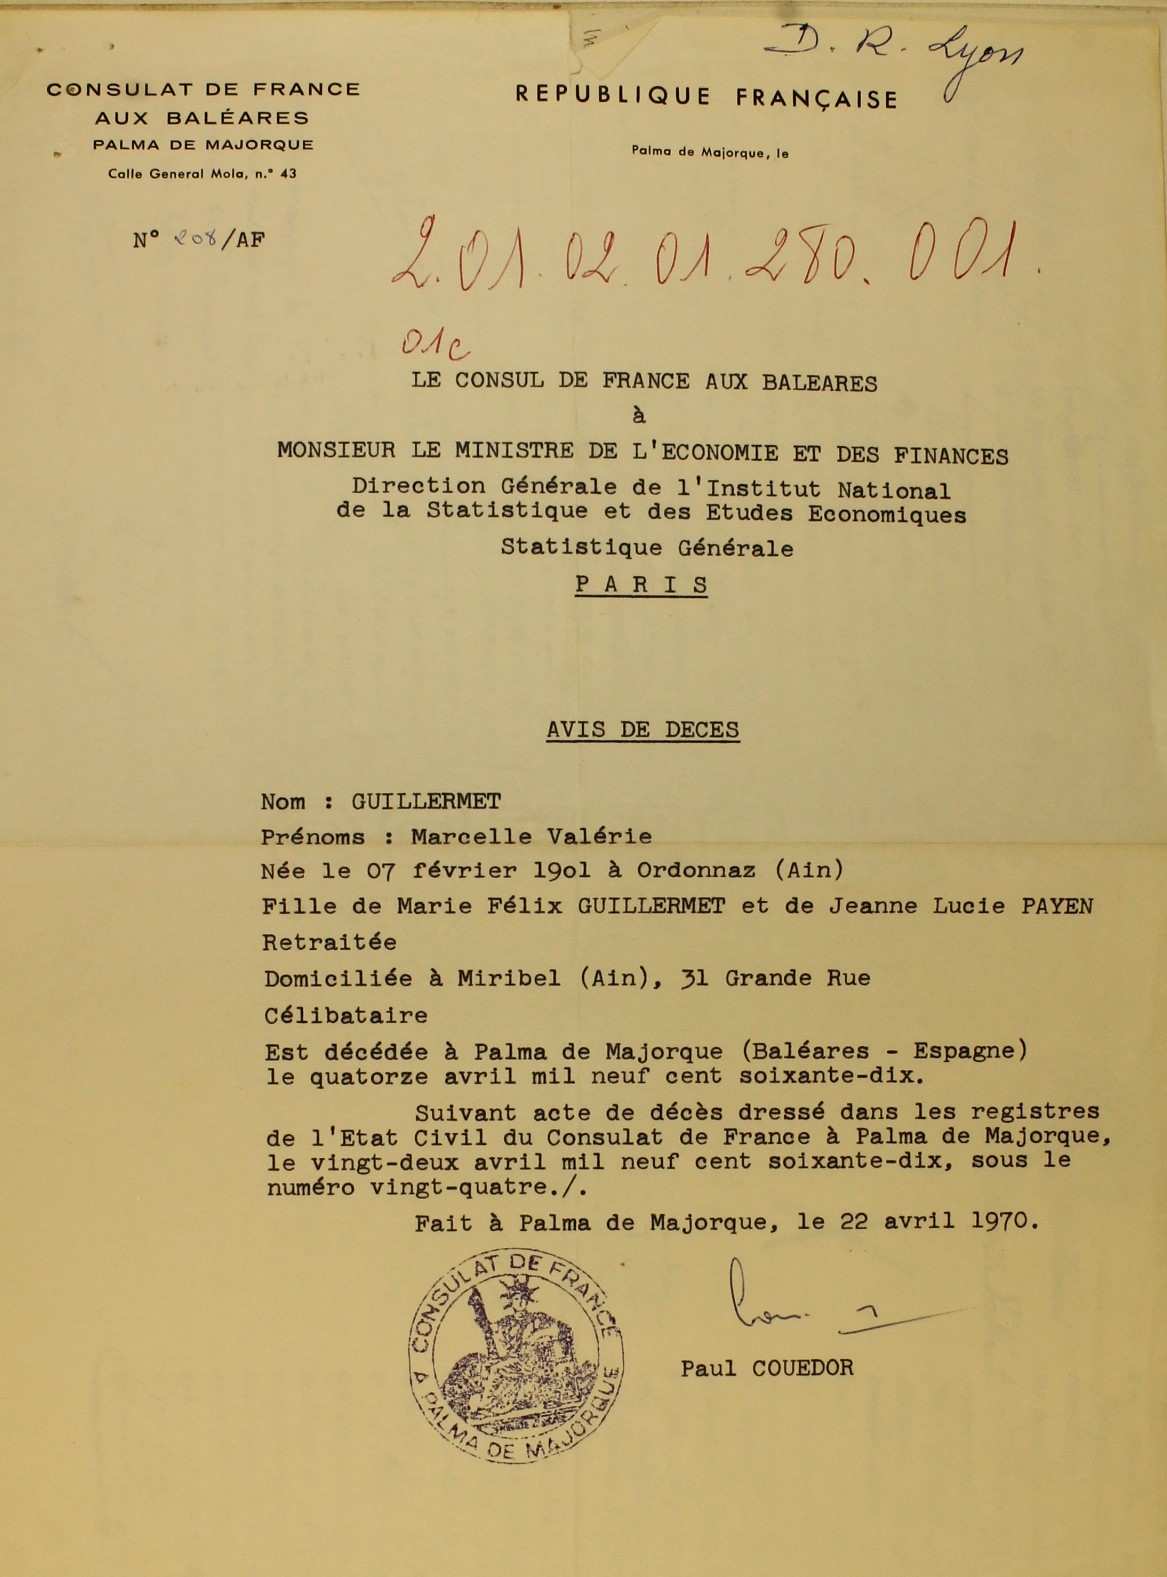 D. R. Lyon
CONSULAT DE FRANCE
AUX BALÉARES
PALMA DE MAJORQUE
Calle General Mola, n.° 43
REPUBLIQUE FRANÇAISE
Palma de Majorque, le
N° 208/AF
2.01.02.01.280.001.
01c
LE CONSUL DE FRANCE AUX BALEARES
à
MONSIEUR LE MINISTRE DE L'ECONOMIE ET DES FINANCES
Direction Générale de l'Institut National
de la Statistique et des Etudes Economiques
Statistique Générale
P A R I S
AVIS DE DECES
Nom : GUILLERMET
Prénoms : Marcelle Valérie
Née le 07 février 19o1 à Ordonnaz (Ain)
Fille de Marie Félix GUILLERMET et de Jeanne Lucie PAYEN
Retraitée
Domiciliée à Miribel (Ain), 31 Grande Rue
Célibataire
Est décédée à Palma de Majorque (Baléares - Espagne)
le quatorze avril mil neuf cent soixante-dix.
Suivant acte de décès dressé dans les registres
de l'Etat Civil du Consulat de France à Palma de Majorque,
le vingt-deux avril mil neuf cent soixante-dix, sous le
numéro vingt-quatre./.
Fait à Palma de Majorque, le 22 avril 1970.
CONSULAT DE FRANCE
A PALMA DE MAJORQUE
Paul COUEDOR